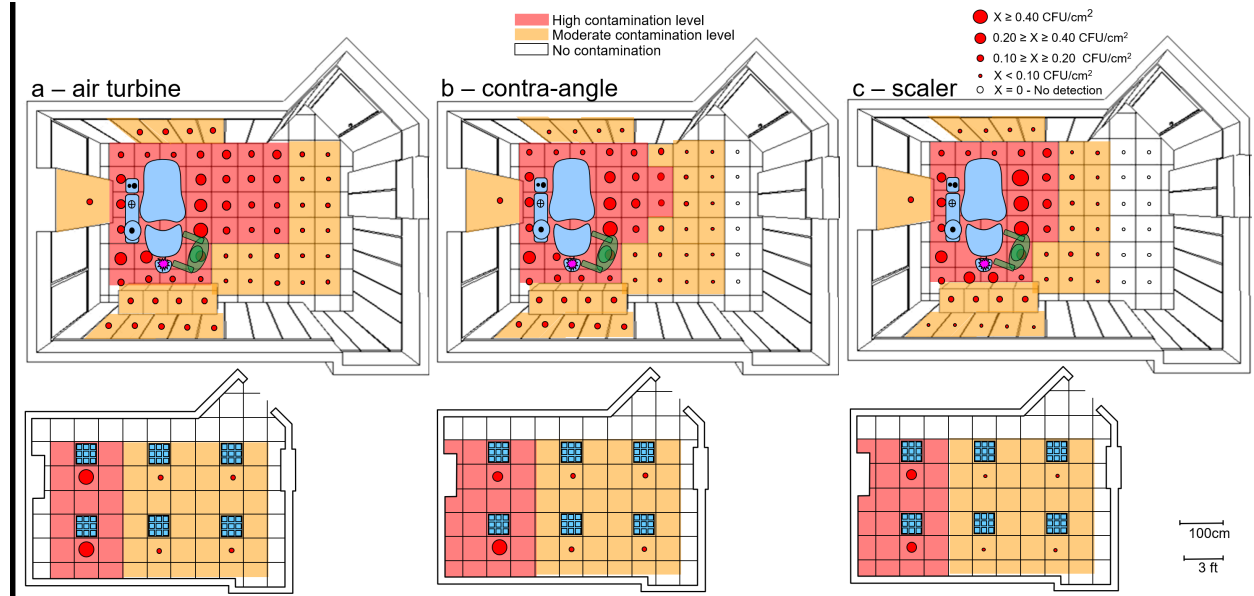 High contamination level
Moderate contamination level
No contamination
X ≥ 0.40 CFU/cm²
0.20 ≥ X ≥ 0.40 CFU/cm²
0.10 ≥ X ≥ 0.20 CFU/cm²
X < 0.10 CFU/cm²
X = 0 - No detection
a – air turbine
b – contra-angle
c – scaler
100cm
3 ft